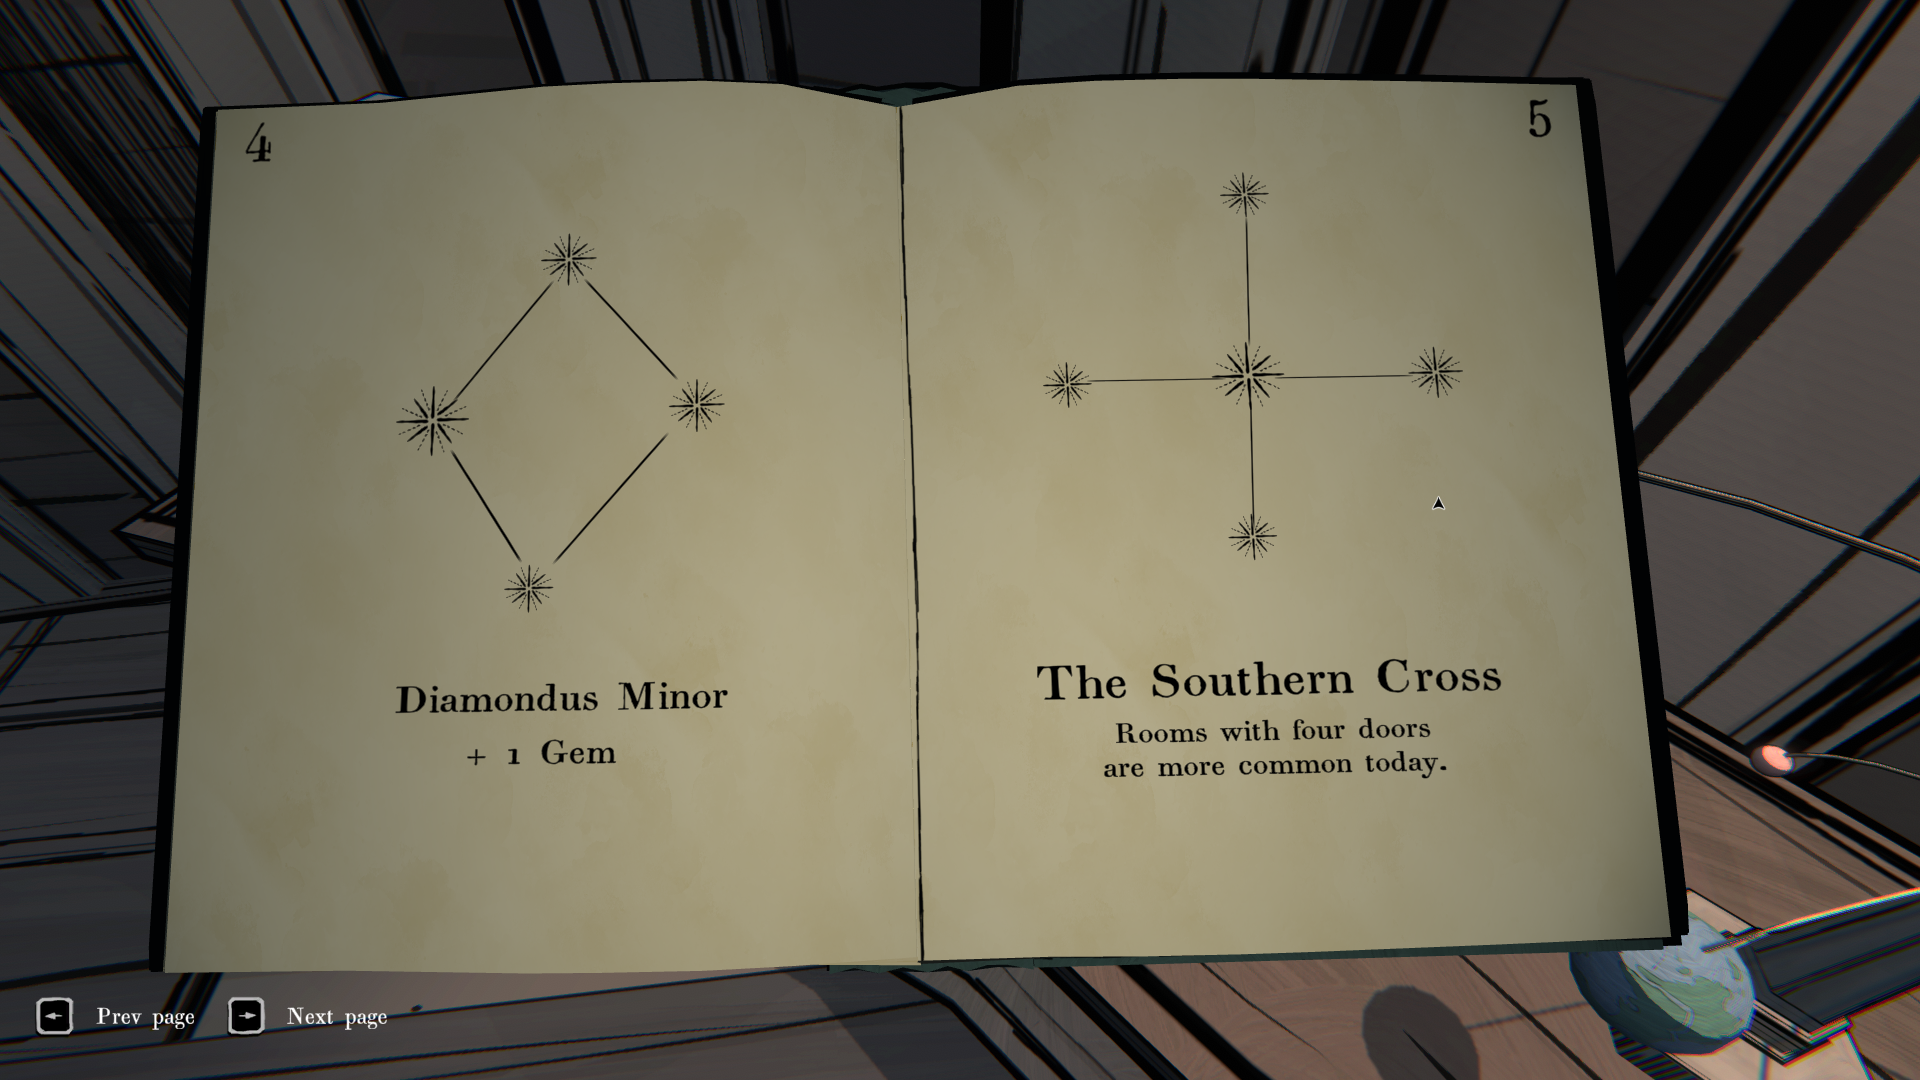 4
Diamondus Minor
+ 1 Gem
5
The Southern Cross
Rooms with four doors
are more common today.
Prev page
Next page